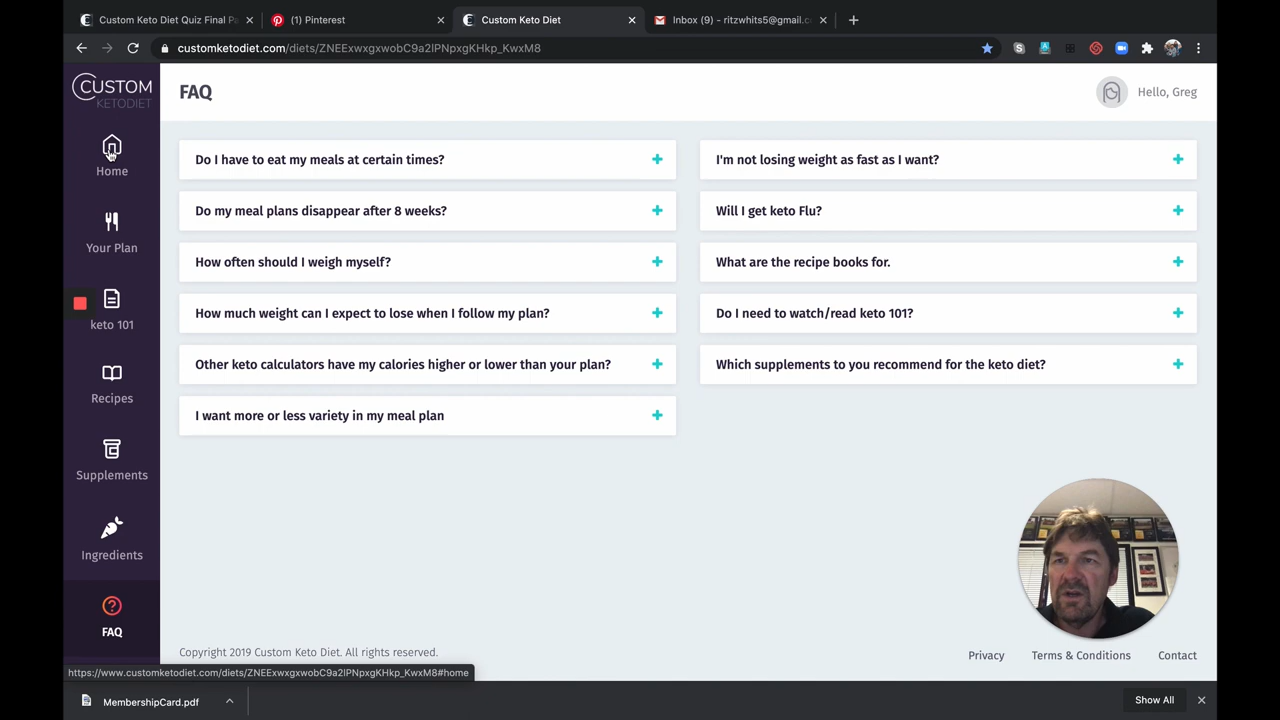 Custom Keto Diet Quiz Final Pa
(1) Pinterest
Custom Keto Diet
Inbox (9) - ritzwhits5@gmail.c
customketodiet.com/diets/ZNEExwxgxwobC9a2lPNpxgKHkp_KwxM8
CUSTOM
KETODIET
FAQ
Hello, Greg
Home
Your Plan
keto 101
Recipes
Supplements
Ingredients
FAQ
Do I have to eat my meals at certain times?
Do my meal plans disappear after 8 weeks?
How often should I weigh myself?
How much weight can I expect to lose when I follow my plan?
Other keto calculators have my calories higher or lower than your plan?
I want more or less variety in my meal plan
I'm not losing weight as fast as I want?
Will I get keto Flu?
What are the recipe books for.
Do I need to watch/read keto 101?
Which supplements to you recommend for the keto diet?
Copyright 2019 Custom Keto Diet. All rights reserved.
Privacy
Terms & Conditions
Contact
https://www.customketodiet.com/diets/ZNEExwxgxwobC9a2lPNpxgKHkp_KwxM8#home
MembershipCard.pdf
Show All